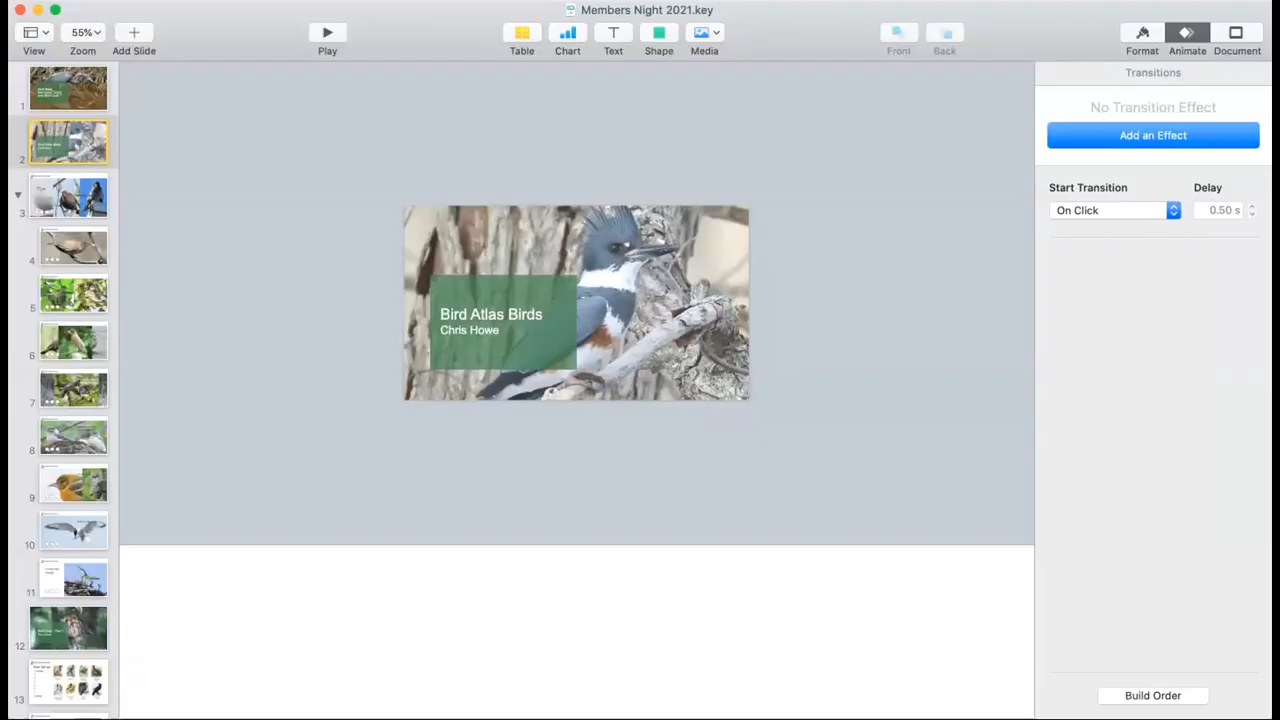 Members Night 2021.key
View
55%
Zoom
Add Slide
Play
Table
Chart
Text
Shape
Media
Front
Back
Format
Animate
Document
Transitions
No Transition Effect
Add an Effect
Start Transition
Delay
On Click
0.50 s
Bird Atlas Birds
Chris Howe
1
2
3
4
5
6
7
8
9
10
11
12
13
Build Order